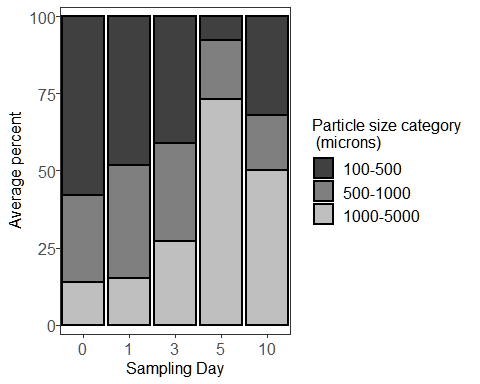 Average percent
100
75
50
25
0
0 1 3 5 10
Sampling Day
Particle size category
(microns)
100-500
500-1000
1000-5000